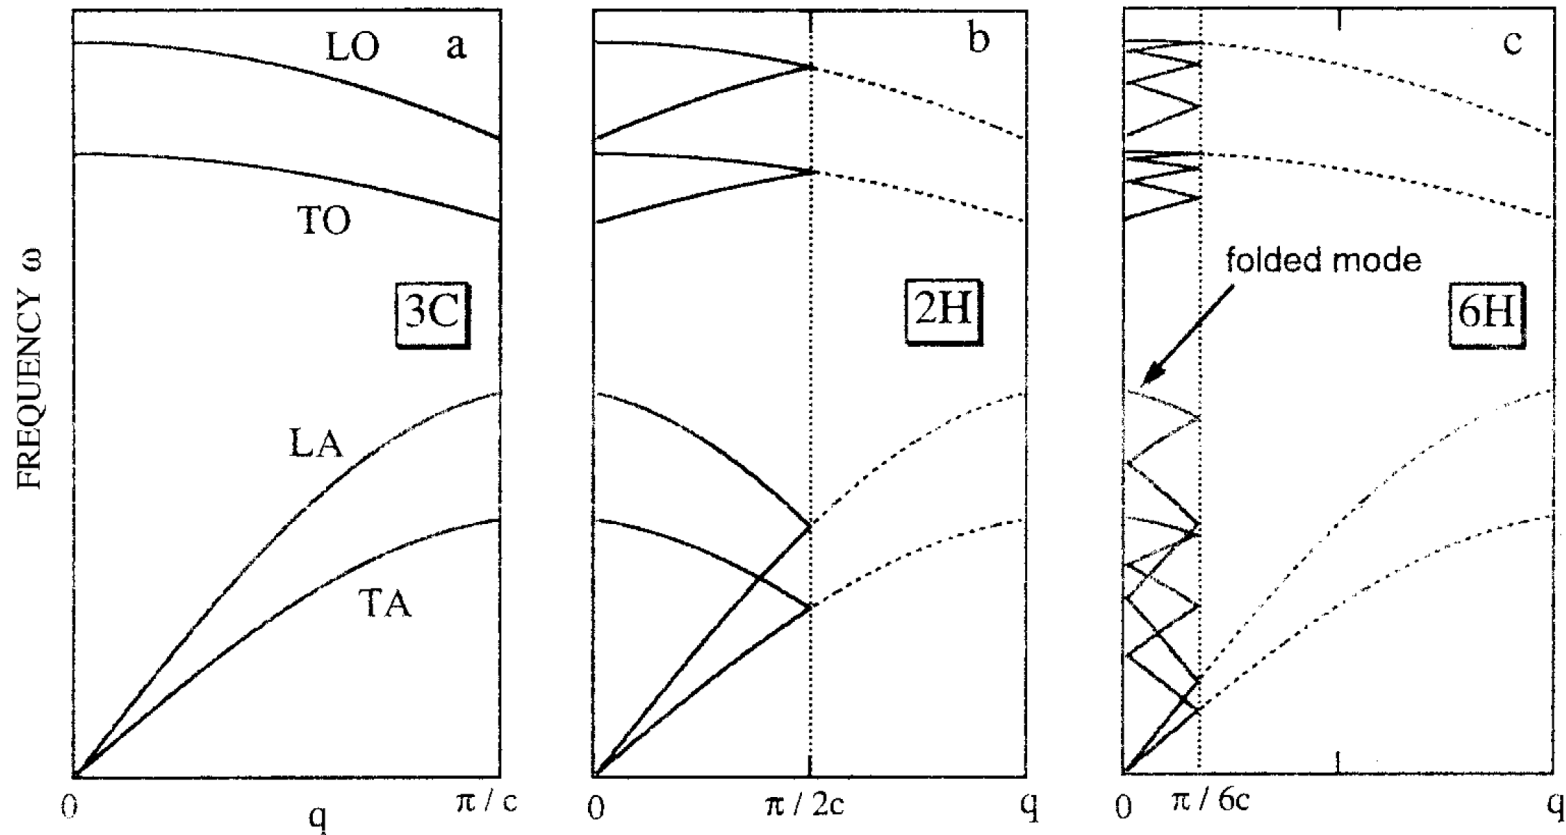 a
LO
TO
3C
LA
TA
FREQUENCY ω
0
q
π / c
b
2H
0
π / 2c
q
c
folded mode
6H
0
π / 6c
q